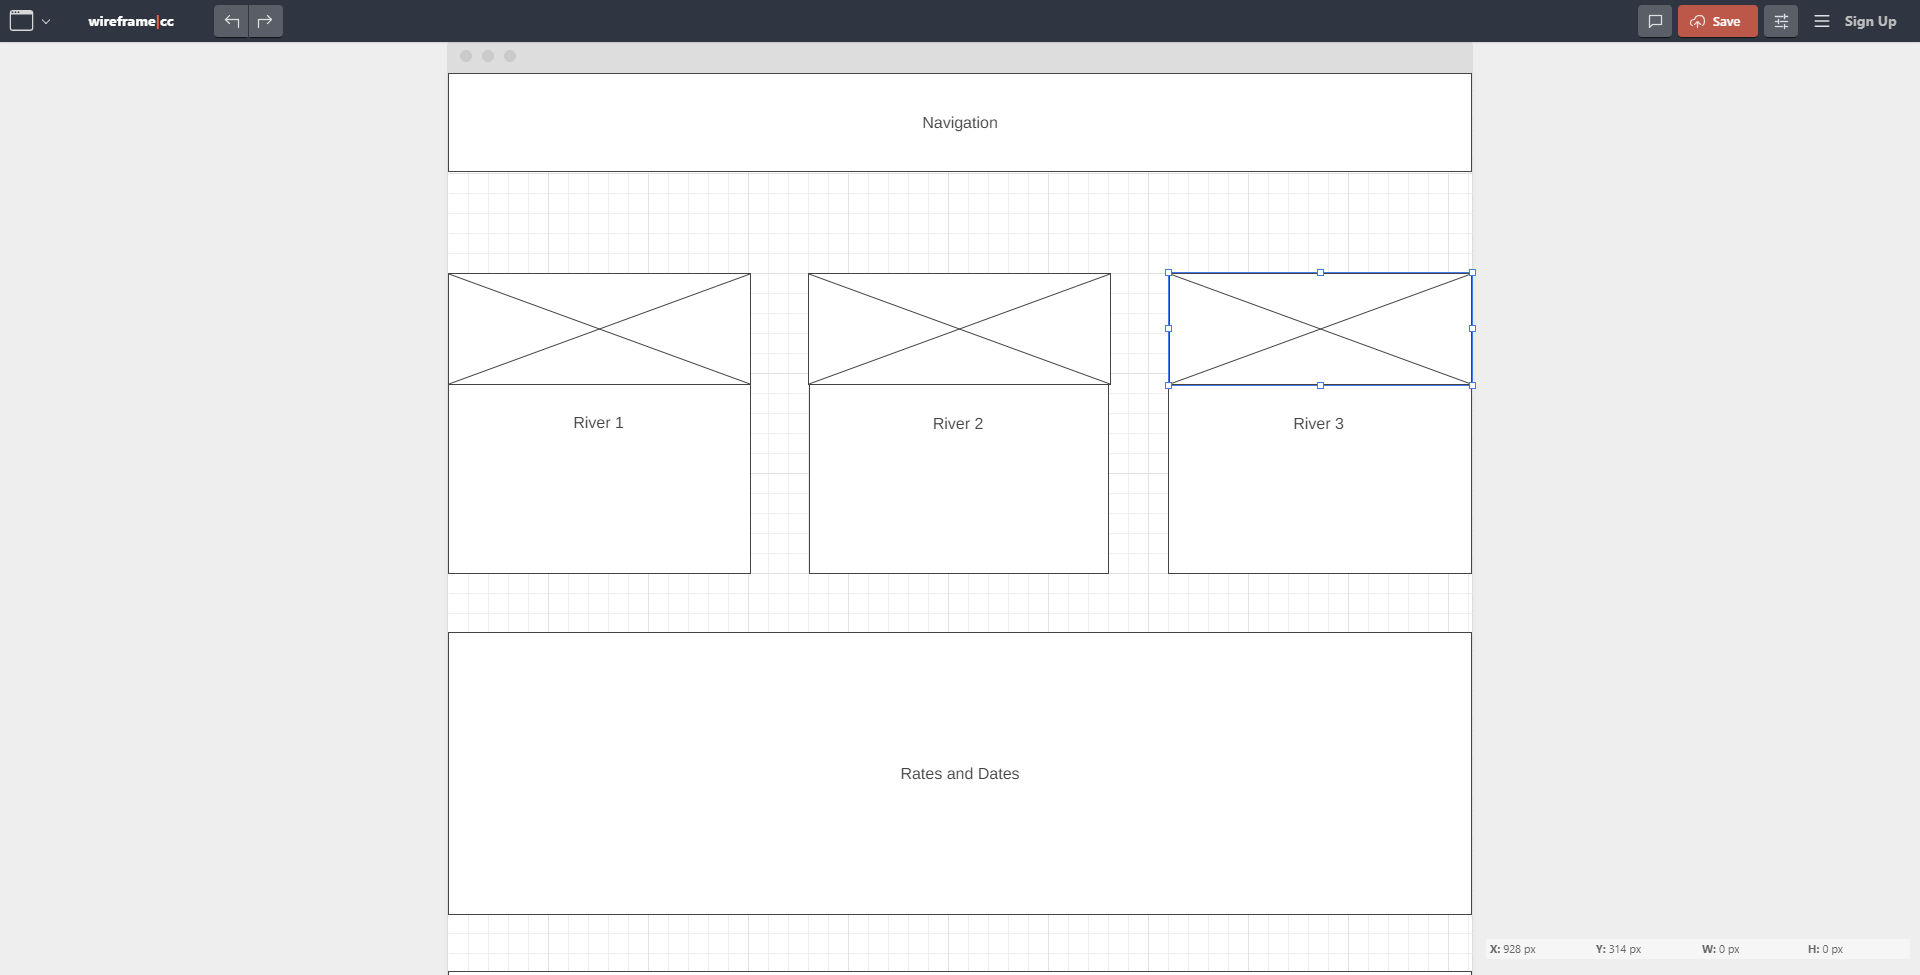 wireframe|cc
Save
Sign Up
Navigation
River 1
River 2
River 3
Rates and Dates
X: 928 px Y: 314 px W: 0 px H: 0 px